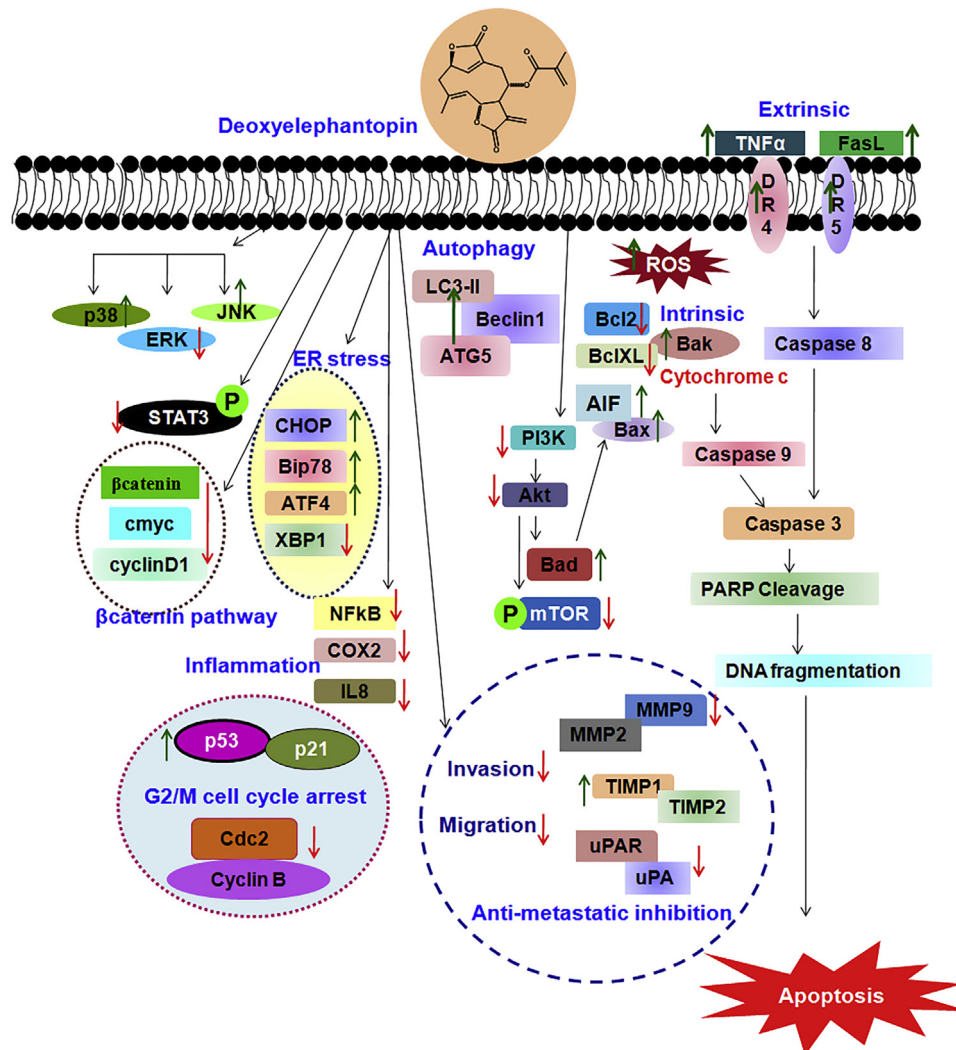 O
O
O
O
O
O
Deoxyelephantopin
Extrinsic
TNFα
FasL
D
R
4
D
R
5
Autophagy
ROS
LC3-II
Beclin1
ATG5
p38
JNK
ERK
Bcl2
Intrinsic
Bak
BclXL
Cytochrome c
Caspase 8
ER stress
P
STAT3
CHOP
Bip78
ATF4
XBP1
AIF
Bax
PI3K
Akt
Bad
P
mTOR
Caspase 9
Caspase 3
PARP Cleavage
DNA fragmentation
βcatenin
cmyc
cyclinD1
βcatenin pathway
NFkB
COX2
Inflammation
IL8
p53
p21
G2/M cell cycle arrest
Cdc2
Cyclin B
MMP9
MMP2
Invasion
TIMP1
TIMP2
Migration
uPAR
uPA
Anti-metastatic inhibition
Apoptosis